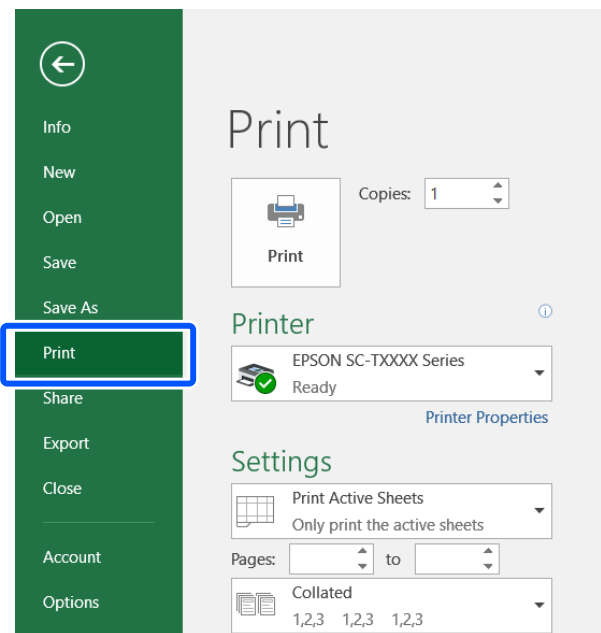 Info
New
Open
Save
Save As
Print
Share
Export
Close
Account
Options
Print
Copies: 1
Print
Printer
EPSON SC-TXXXX Series
Ready
Printer Properties
Settings
Print Active Sheets
Only print the active sheets
Pages: to
Collated
1,2,3 1,2,3 1,2,3